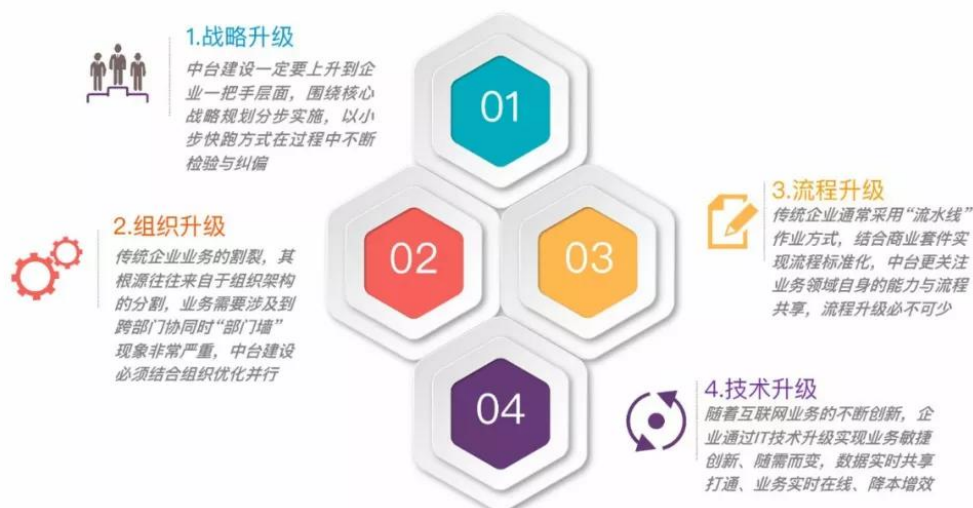 1.战略升级
中台建设一定要上升到企
业一把手层面，围绕核心
战略规划分步实施，以小
步快跑方式在过程中不断
检验与纠偏
01
2.组织升级
传统企业业务的割裂，其
根源往往来自于组织架构
的分割，业务需要涉及到
跨部门协同时“部门墙”
现象非常严重，中台建设
必须结合组织优化并行
02
03
3.流程升级
传统企业通常采用“流水线”
作业方式，结合商业套件实
现流程标准化，中台更关注
业务领域自身的能力与流程
共享，流程升级必不可少
04
4.技术升级
随着互联网业务的不断创新，企
业通过IT技术升级实现业务敏捷
创新、随需而变，数据实时共享
打通、业务实时在线、降本增效